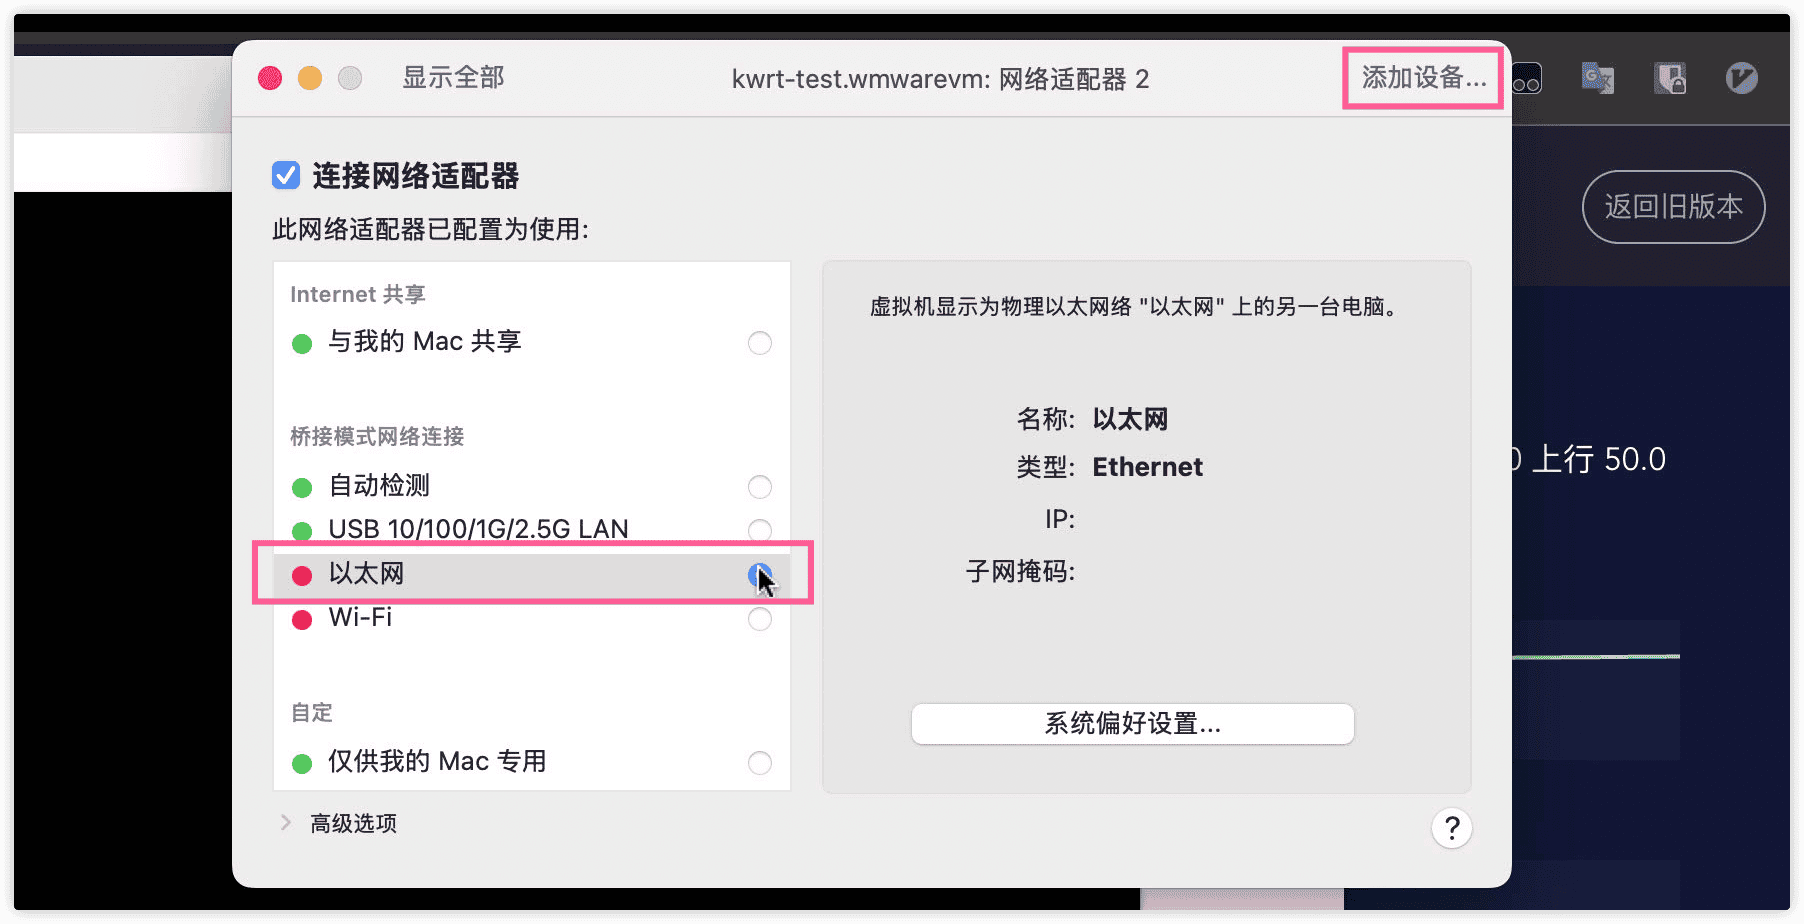 显示全部
kwrt-test.wmwarevm: 网络适配器 2
添加设备...
返回旧版本
连接网络适配器
此网络适配器已配置为使用:
Internet 共享
与我的 Mac 共享
桥接模式网络连接
自动检测
USB 10/100/1G/2.5G LAN
以太网
Wi-Fi
自定
仅供我的 Mac 专用
高级选项
虚拟机显示为物理以太网络 "以太网" 上的另一台电脑。
名称: 以太网
类型: Ethernet
IP:
子网掩码:
系统偏好设置...
?
0 上行 50.0